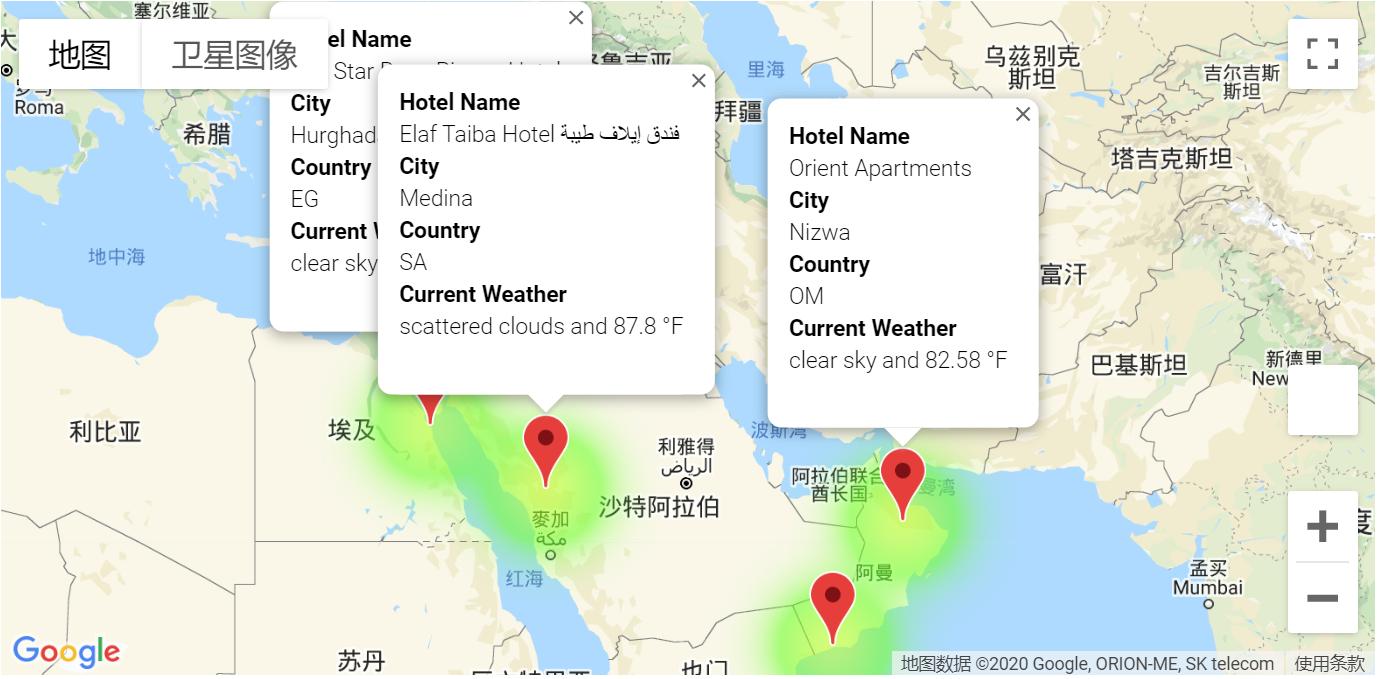 塞尔维亚
地图
卫星图像
Roma
希腊
地中海
利比亚
埃及
苏丹
el Name
Star
City
Hurghad
Country
EG
Current
clear sky
Hotel Name
Elaf Taiba Hotel فندق إيلاف طيبة
City
Medina
Country
SA
Current Weather
scattered clouds and 87.8 °F
Hotel Name
Orient Apartments
City
Nizwa
Country
OM
Current Weather
clear sky and 82.58 °F
里海
拜疆
乌兹别克
斯坦
吉尔吉斯
斯坦
塔吉克斯坦
富汗
巴基斯坦
新德里
New
波斯湾
利雅得
الرياض
沙特阿拉伯
阿拉伯联合
酋长国
曼湾
麥加
مكة
红海
阿曼
孟买
Mumbai
度
也门
Google
地图数据 ©2020 Google, ORION-ME, SK telecom
使用条款